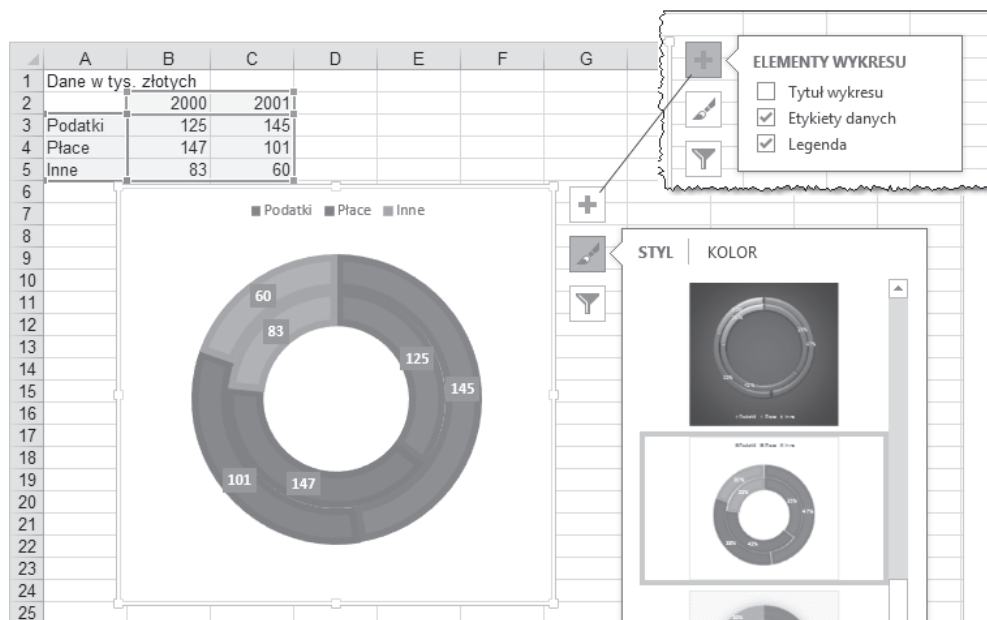 A B C D E F G
1 Dane w tys. złotych
2 2000 2001
3 Podatki 125 145
4 Płace 147 101
5 Inne 83 60
6
7
8
9
10
11
12
13
14
15
16
17
18
19
20
21
22
23
24
25
Podatki Płace Inne
60
83
125
145
101
147
ELEMENTY WYKRESU
Tytuł wykresu
Etykiety danych
Legenda
STYL KOLOR